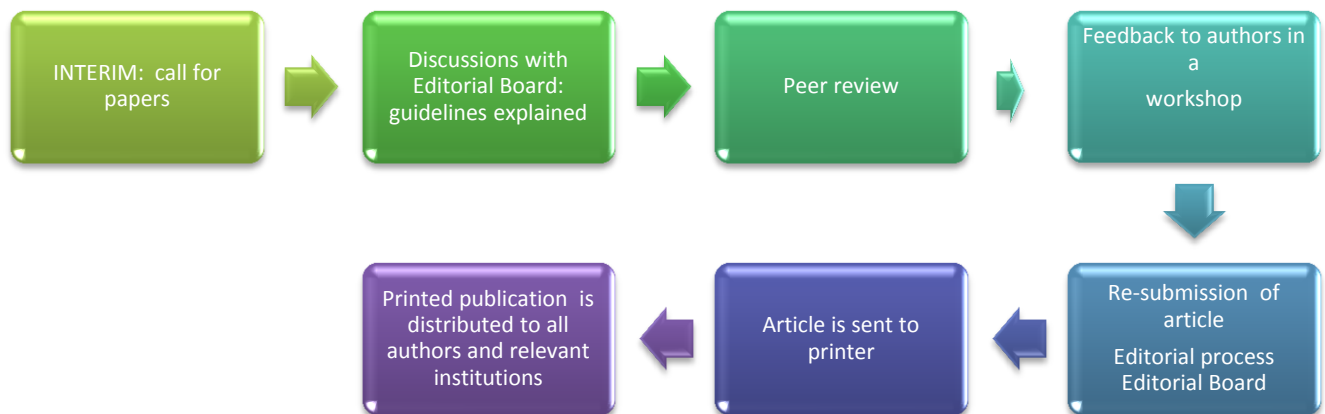 INTERIM: call for
papers
Discussions with
Editorial Board:
guidelines explained
Peer review
Feedback to authors in
a
workshop
Re-submission of
article
Editorial process
Editorial Board
Article is sent to
printer
Printed publication is
distributed to all
authors and relevant
institutions